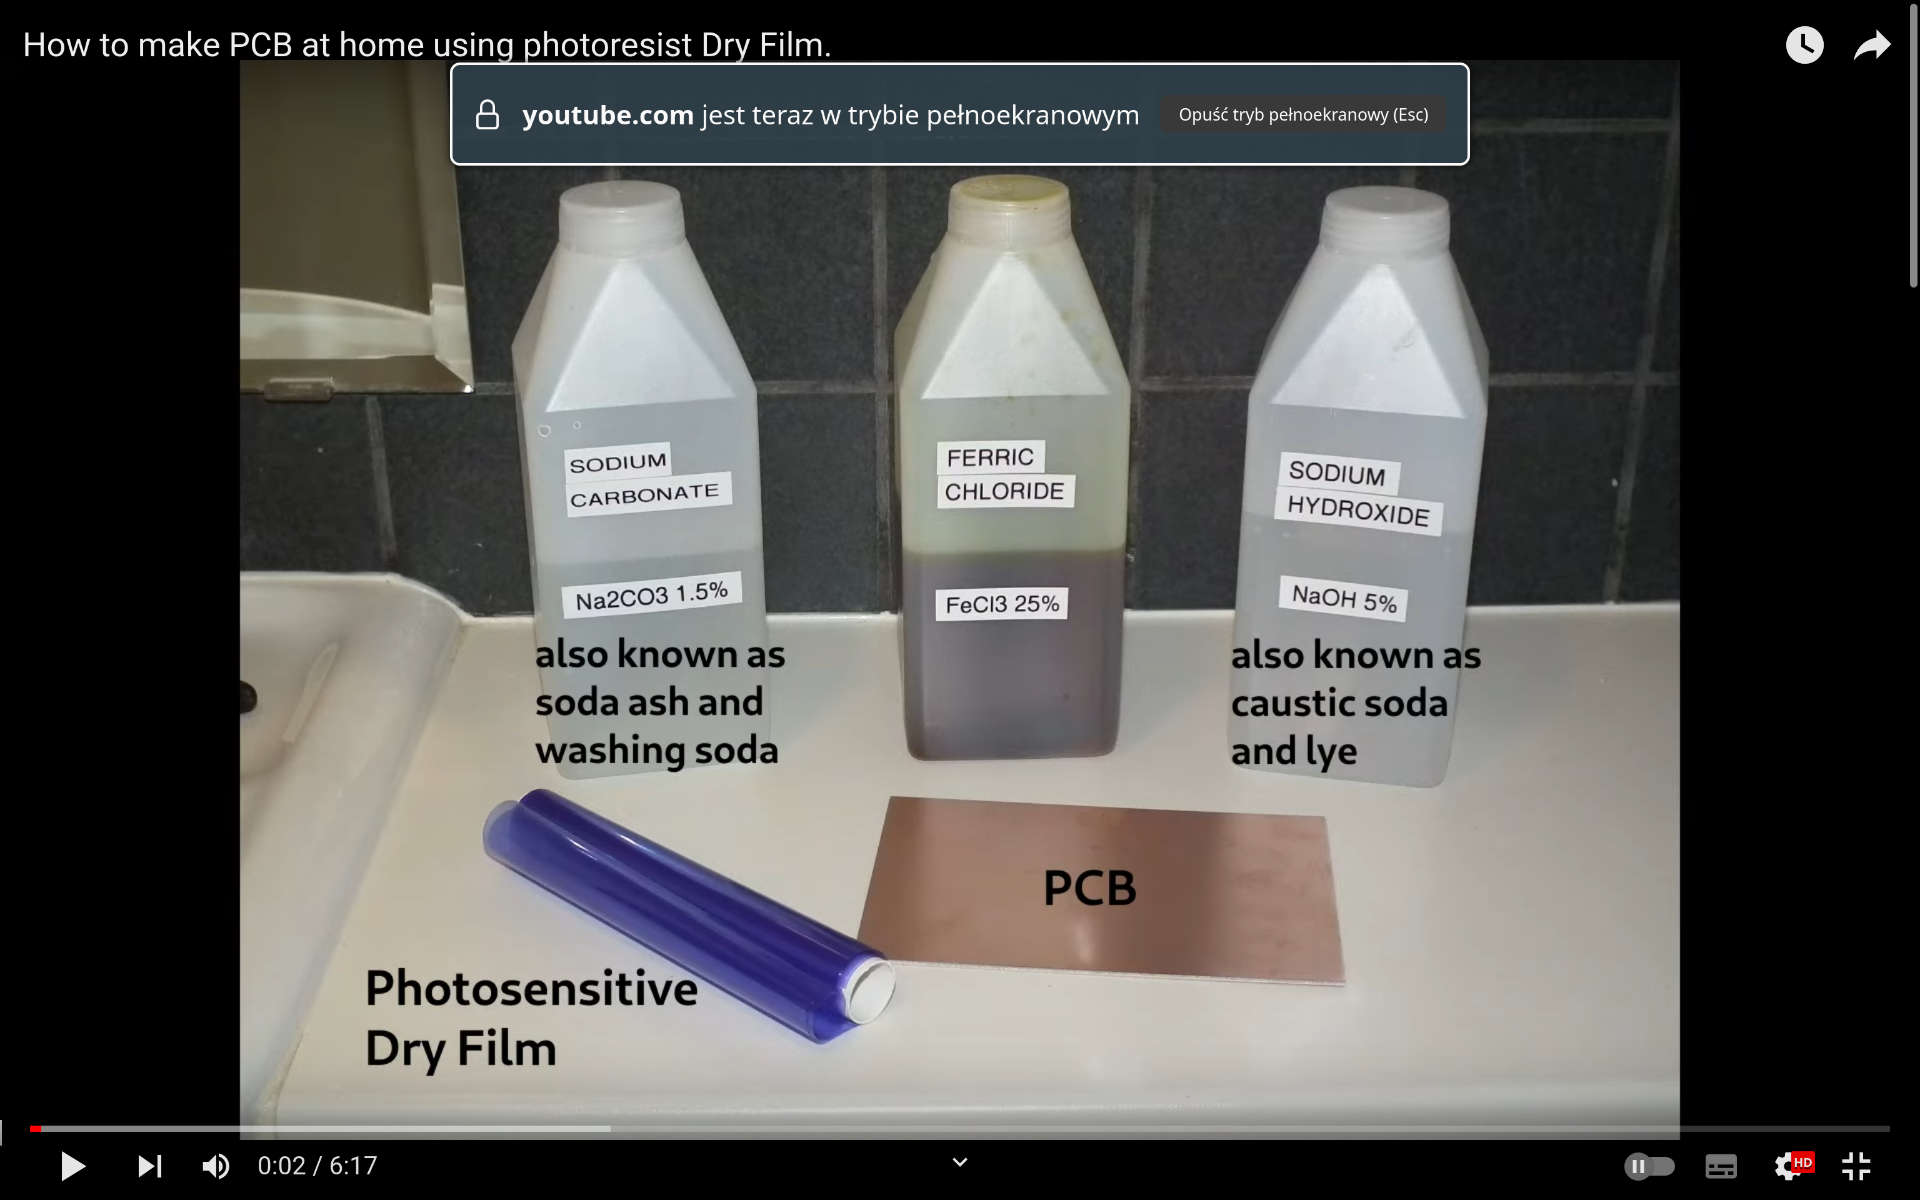 How to make PCB at home using photoresist Dry Film.
youtube.com jest teraz w trybie pełnoekranowym
Opuść tryb pełnoekranowy (Esc)
SODIUM
CARBONATE
Na2CO3 1.5%
also known as
soda ash and
washing soda
FERRIC
CHLORIDE
FeCl3 25%
SODIUM
HYDROXIDE
NaOH 5%
also known as
caustic soda
and lye
PCB
Photosensitive
Dry Film
0:02 / 6:17
HD